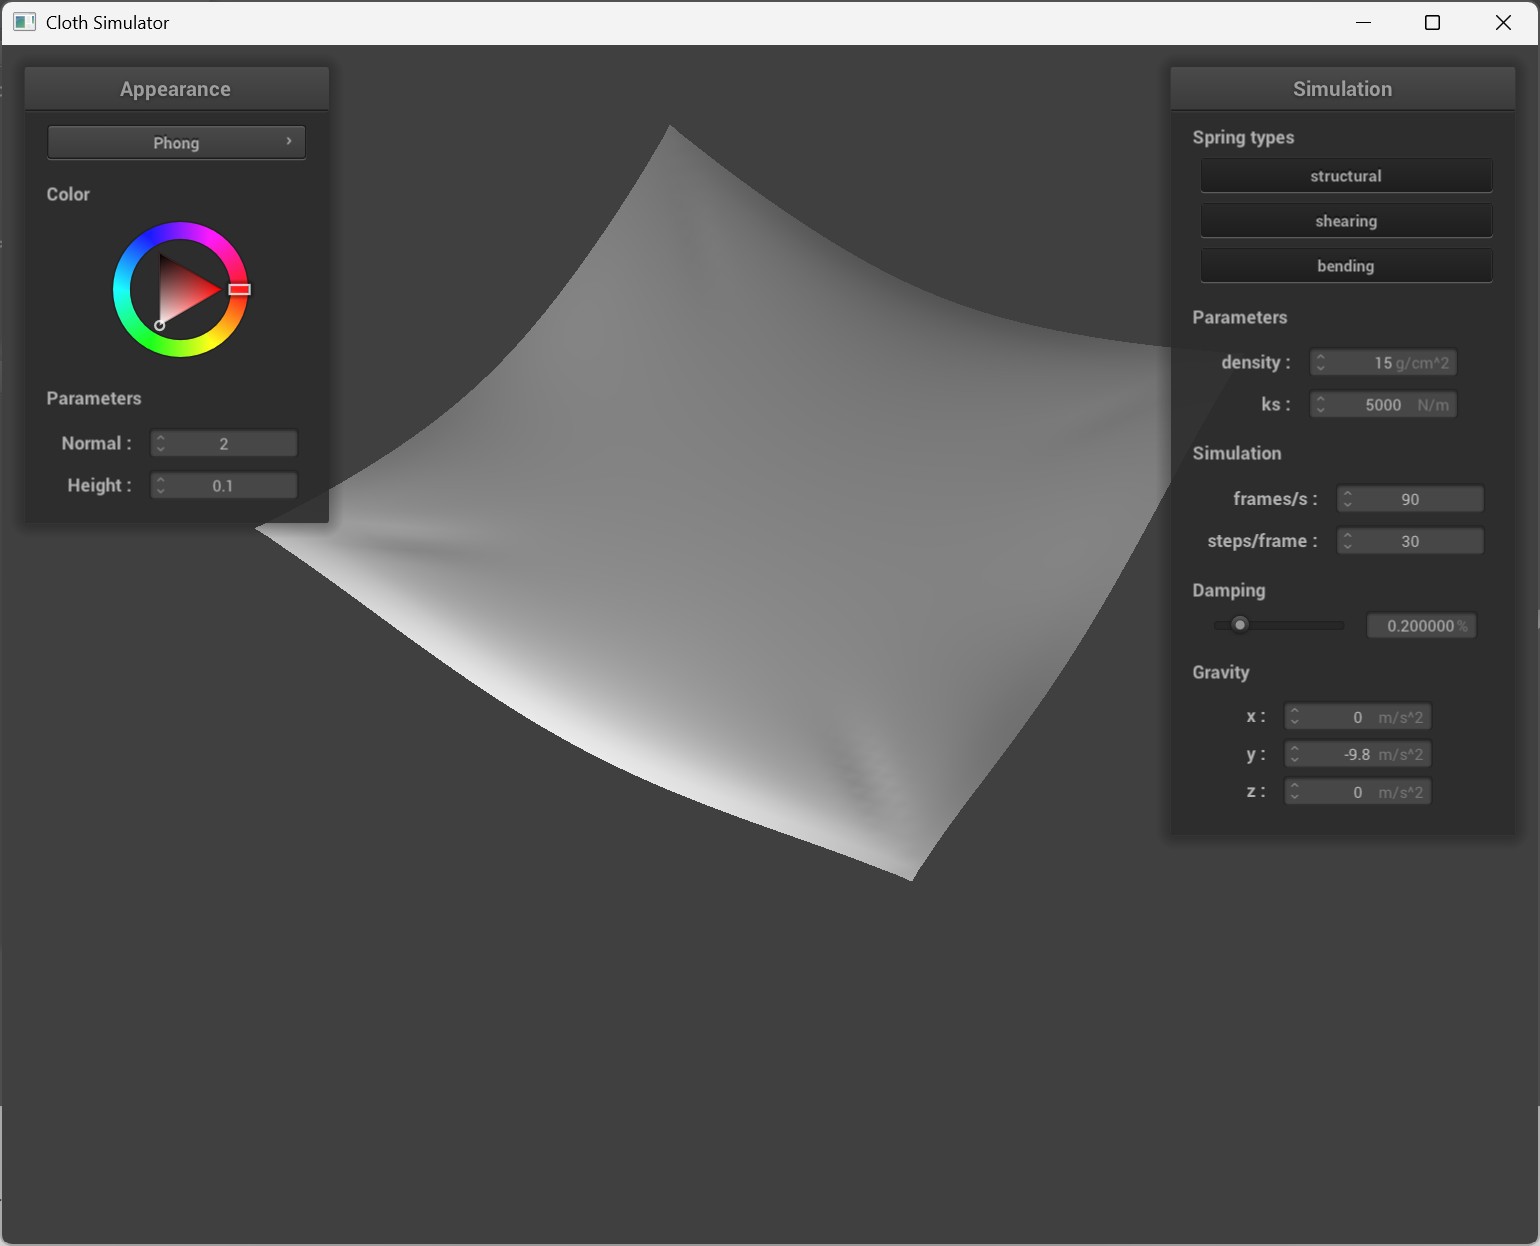 Cloth Simulator
Appearance
Phong
Color
Parameters
Normal : 2
Height : 0.1
Simulation
Spring types
structural
shearing
bending
Parameters
density : 15 g/cm^2
ks : 5000 N/m
Simulation
frames/s : 90
steps/frame : 30
Damping
0.200000 %
Gravity
x : 0 m/s^2
y : -9.8 m/s^2
z : 0 m/s^2